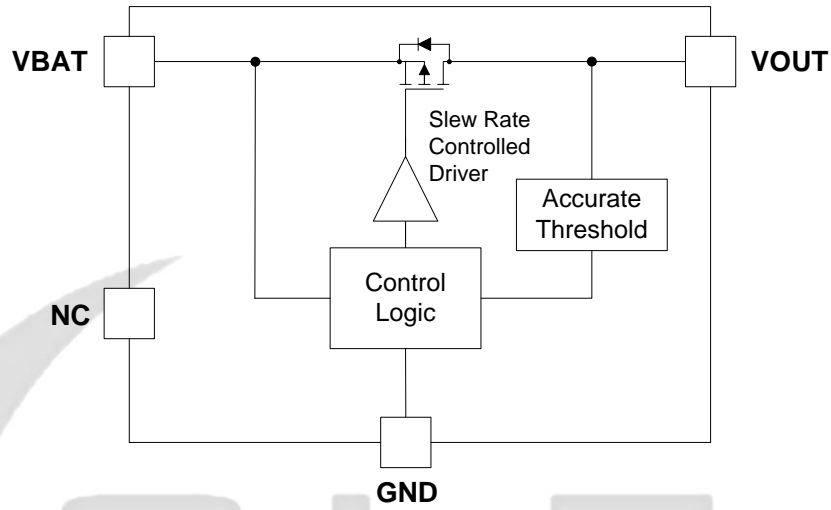 VBAT
VOUT
Slew Rate
Controlled
Driver
Accurate
Threshold
Control
Logic
NC
GND